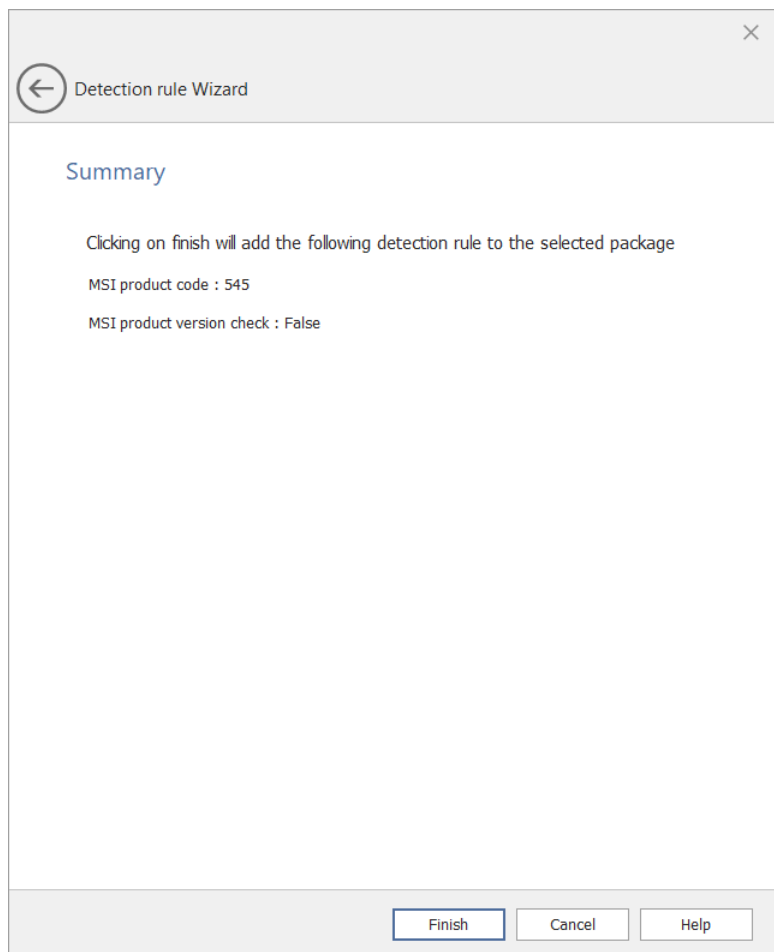 Detection rule Wizard
Summary
Clicking on finish will add the following detection rule to the selected package
MSI product code : 545
MSI product version check : False
Finish
Cancel
Help